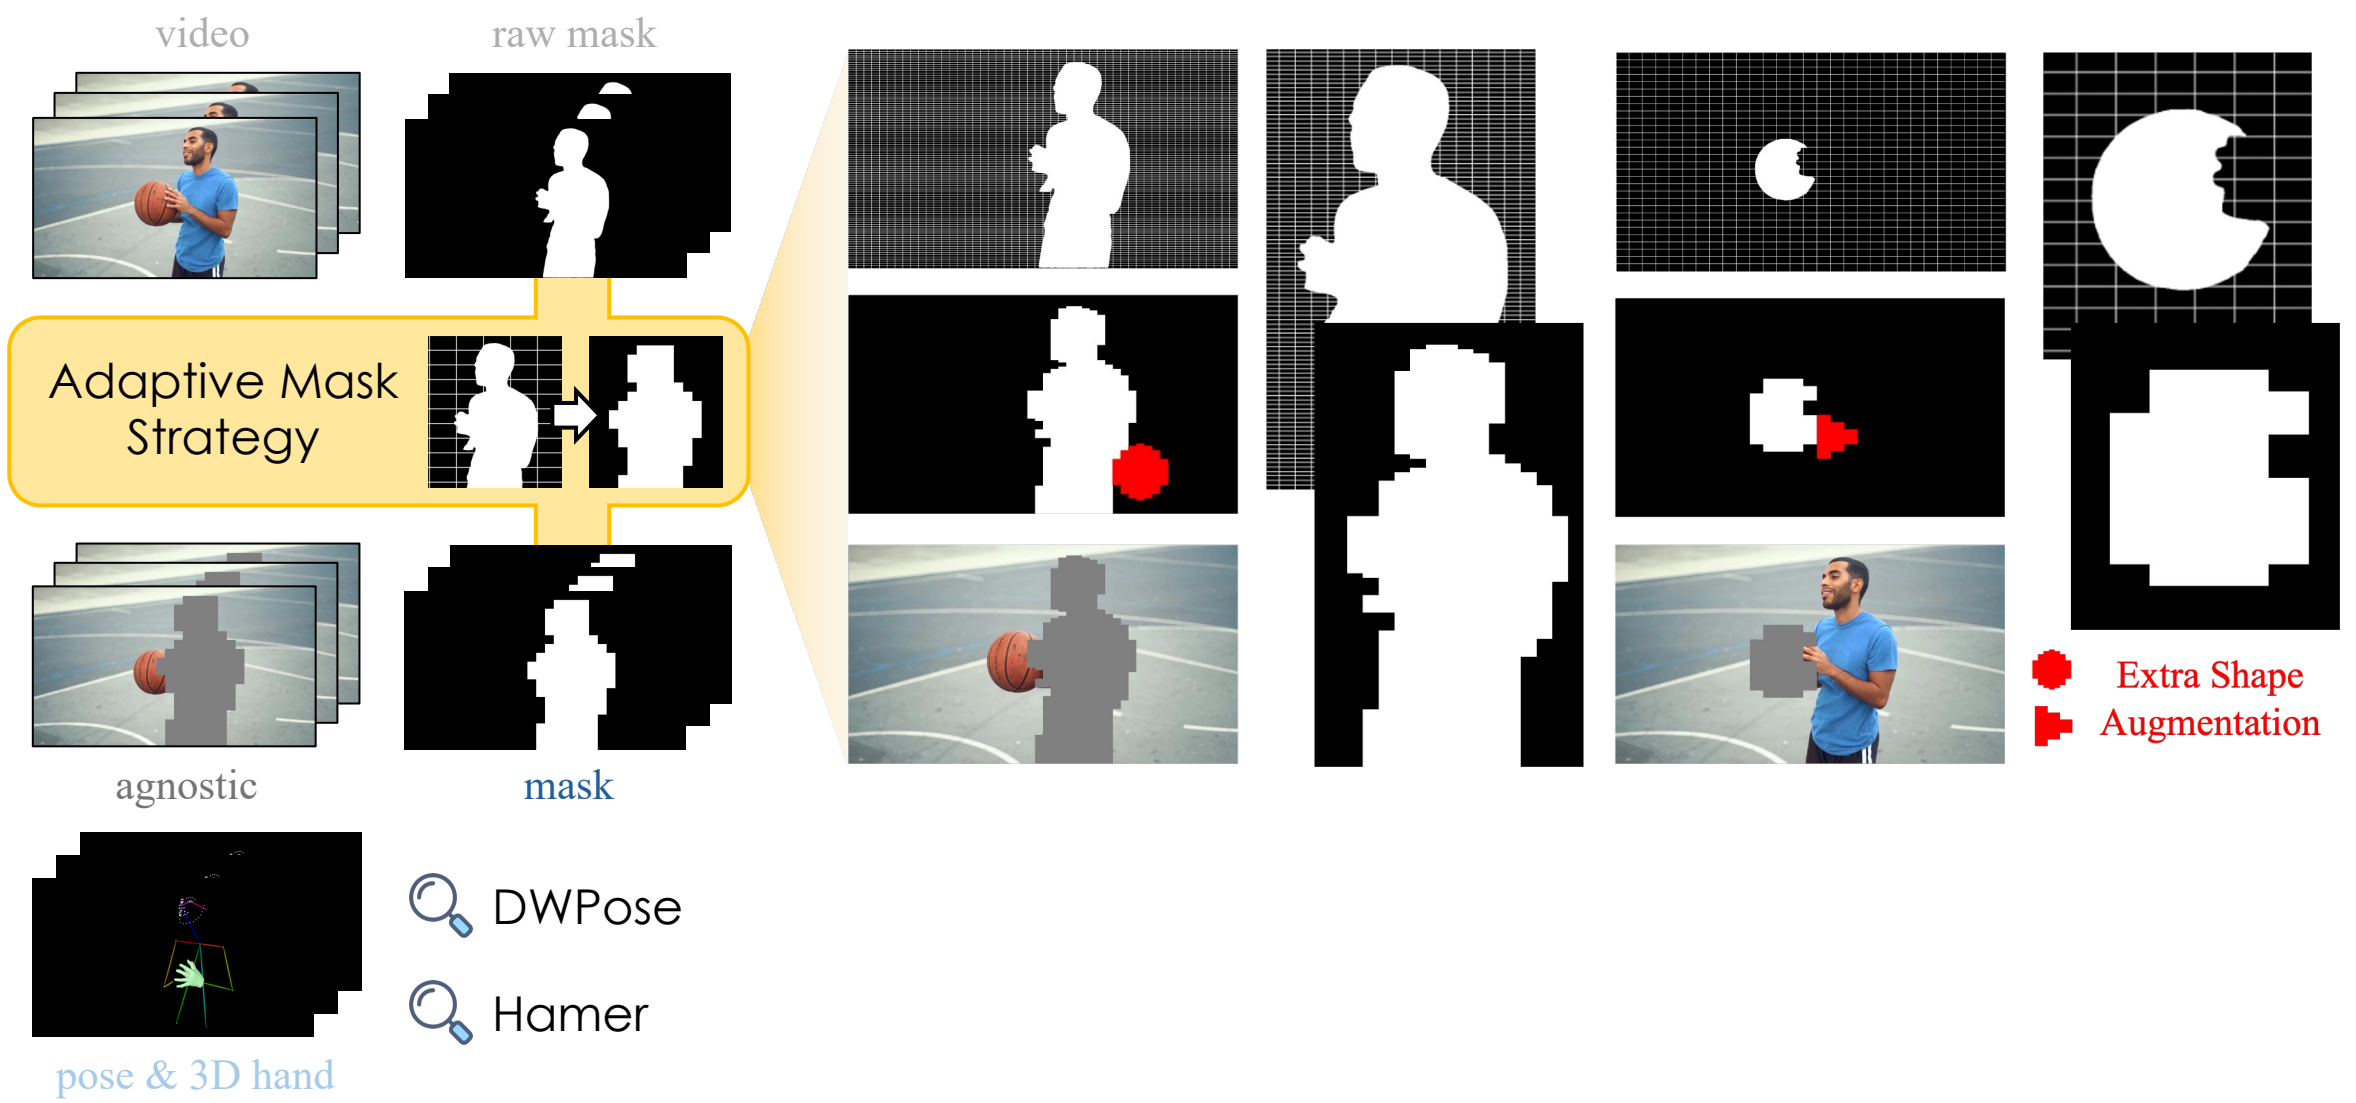 video
raw mask
Adaptive Mask
Strategy
agnostic
mask
Extra Shape
Augmentation
DWPose
Hamer
pose & 3D hand